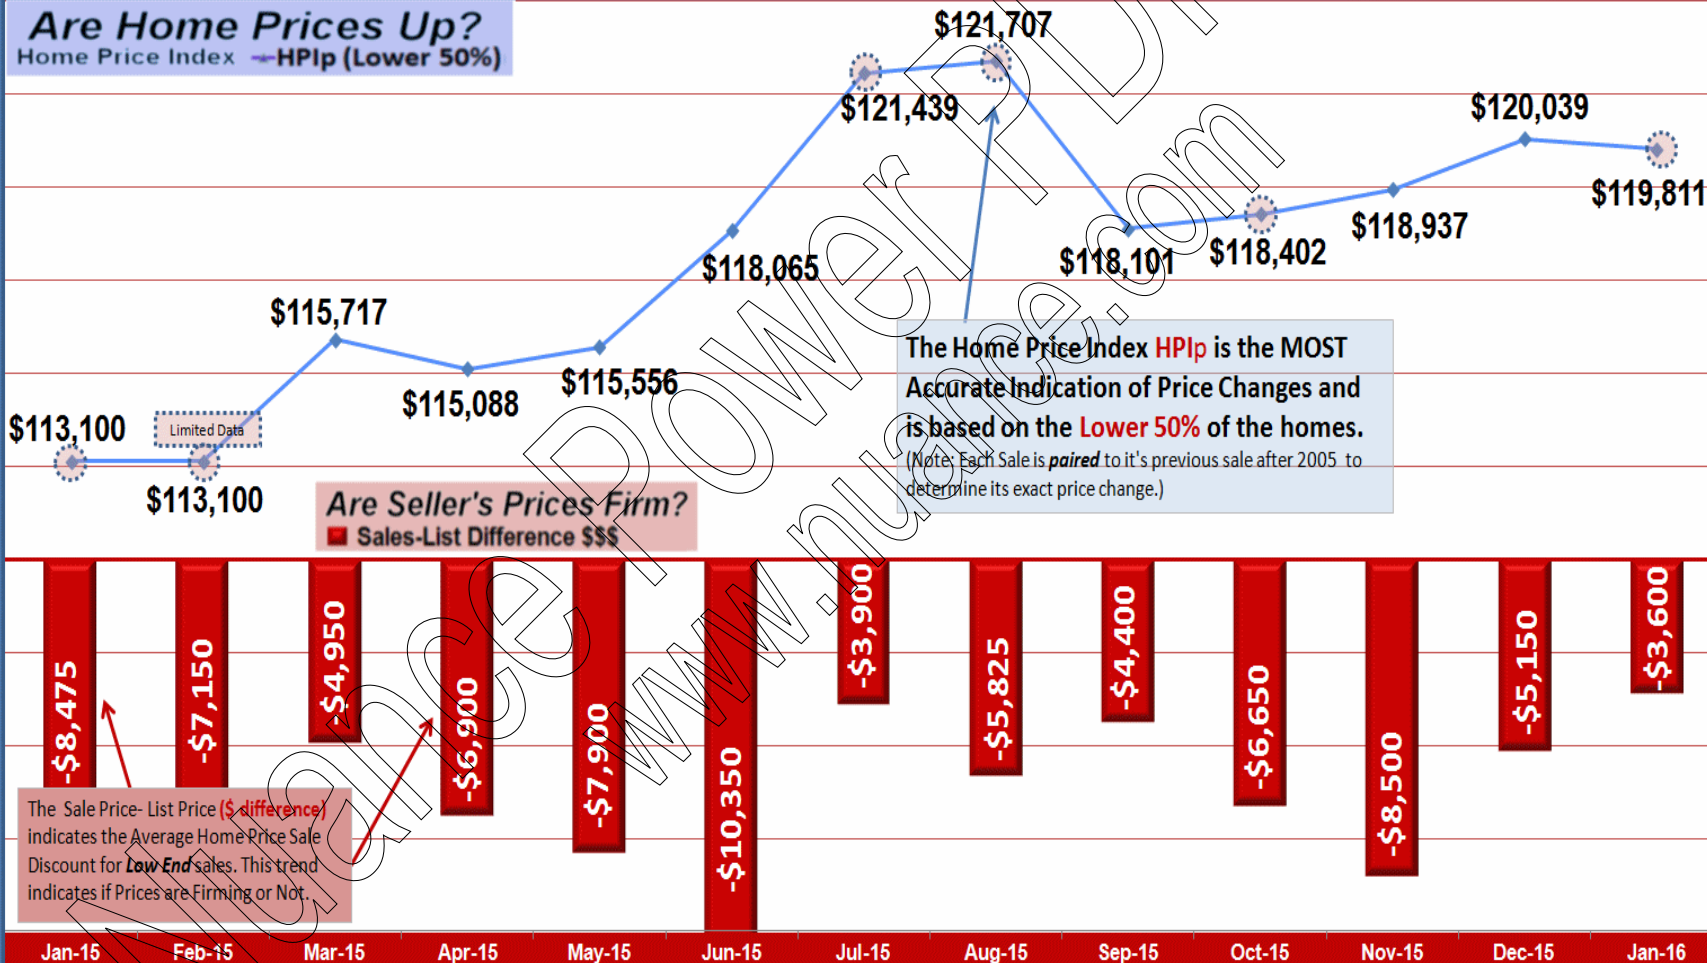 Are Home Prices Up?
Home Price Index HPIp (Lower 50%)
$121,707
$121,439
$120,039
$119,811
$118,937
$118,402
$118,101
$118,065
$115,717
$115,556
$115,088
$113,100
Limited Data
$113,100
The Home Price Index HPIp is the MOST
Accurate Indication of Price Changes and
is based on the Lower 50% of the homes.
(Note: Each Sale is paired to it's previous sale after 2005 to
determine its exact price change.)
Are Seller's Prices Firm?
Sales-List Difference $$$
-$8,475
-$7,150
-$4,950
-$6,900
-$7,900
-$10,350
-$3,900
-$5,825
-$4,400
-$6,650
-$8,500
-$5,150
-$3,600
The Sale Price- List Price ($ difference)
indicates the Average Home Price Sale
Discount for Low End sales. This trend
indicates if Prices are Firming or Not.
Jan-15 Feb-15 Mar-15 Apr-15 May-15 Jun-15 Jul-15 Aug-15 Sep-15 Oct-15 Nov-15 Dec-15 Jan-16
Nuance Power PDF
www.nuance.com